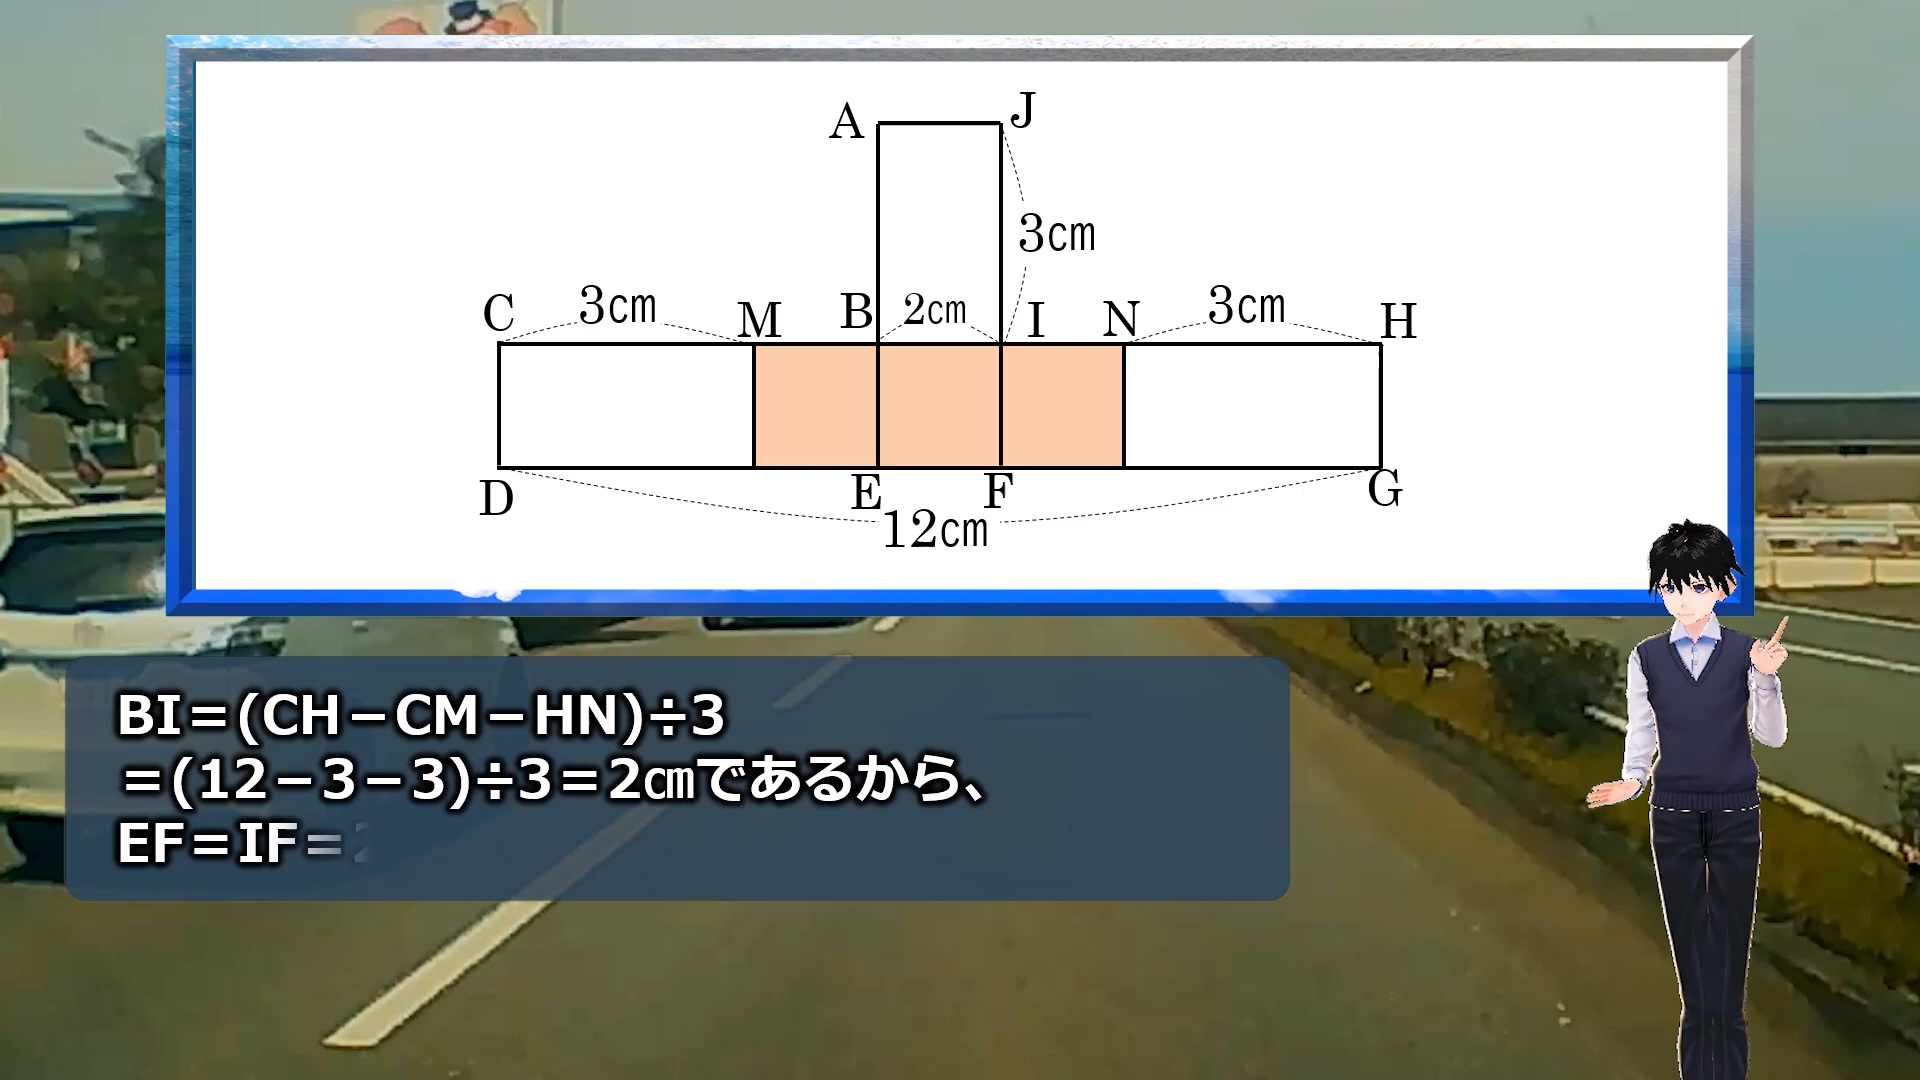 A
J
3㎝
C
3㎝
M
B
2㎝
I
N
3㎝
H
D
E
F
G
12㎝
BI＝(CH－CM－HN)÷3
＝(12－3－3)÷3＝2㎝であるから、
EF＝IF＝2